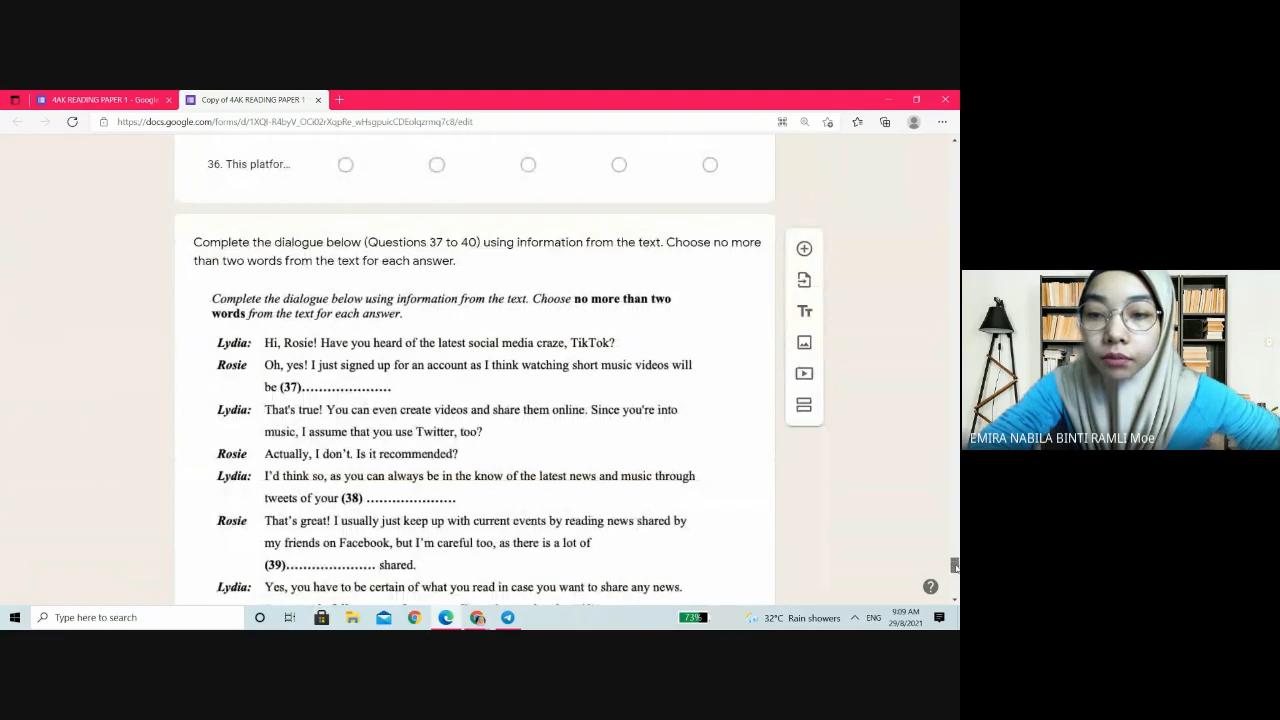 4AK READING PAPER 1 - Google
Copy of 4AK READING PAPER 1
36. This platfor...
Complete the dialogue below (Questions 37 to 40) using information from the text. Choose no more
than two words from the text for each answer.
Complete the dialogue below using information from the text. Choose no more than two
words from the text for each answer.
Lydia: Hi, Rosie! Have you heard of the latest social media craze, TikTok?
Rosie Oh, yes! I just signed up for an account as I think watching short music videos will
be (37)....................
Lydia: That's true! You can even create videos and share them online. Since you're into
music, I assume that you use Twitter, too?
Rosie Actually, I don't. Is it recommended?
Lydia: I'd think so, as you can always be in the know of the latest news and music through
tweets of your (38) ....................
Rosie That's great! I usually just keep up with current events by reading news shared by
my friends on Facebook, but I'm careful too, as there is a lot of
(39).................... shared.
Lydia: Yes, you have to be certain of what you read in case you want to share any news.
EMIRA NABILA BINTI RAMLI Moe
Type here to search
73%
32°C Rain showers
ENG
9:09 AM
29/8/2021